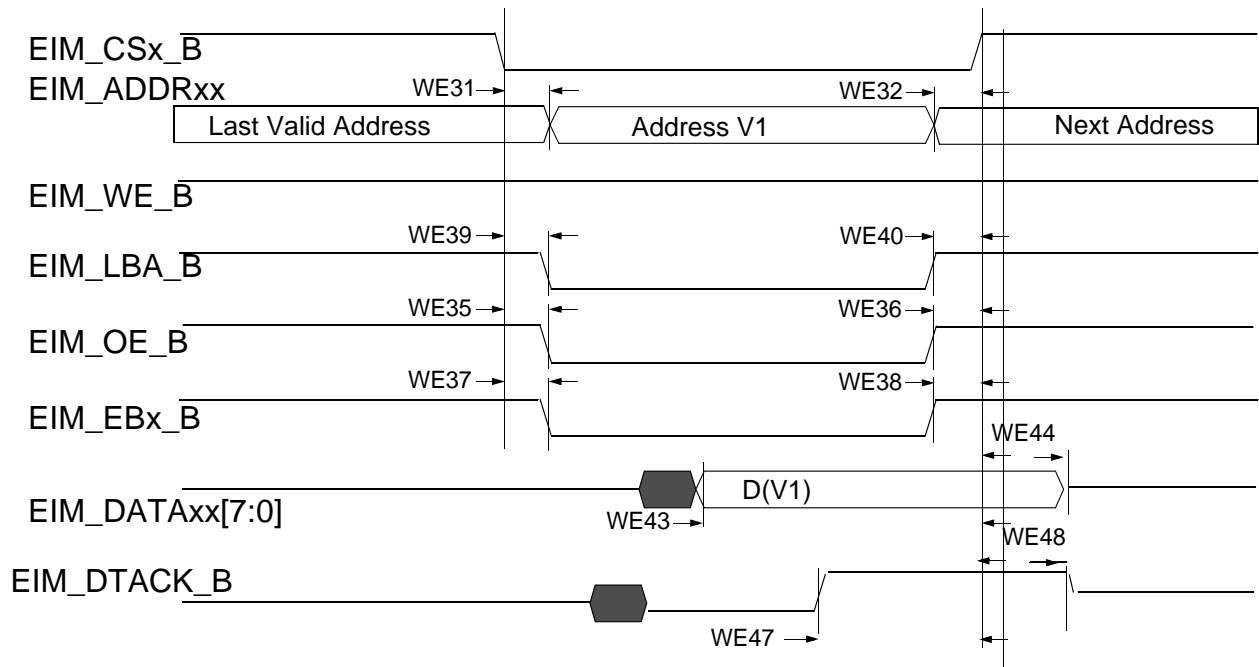 EIM_CSx_B
EIM_ADDRxx
WE31
WE32
Last Valid Address
Address V1
Next Address
EIM_WE_B
WE39
WE40
EIM_LBA_B
WE35
WE36
EIM_OE_B
WE37
WE38
EIM_EBx_B
WE44
D(V1)
EIM_DATAxx[7:0]
WE43
WE48
EIM_DTACK_B
WE47